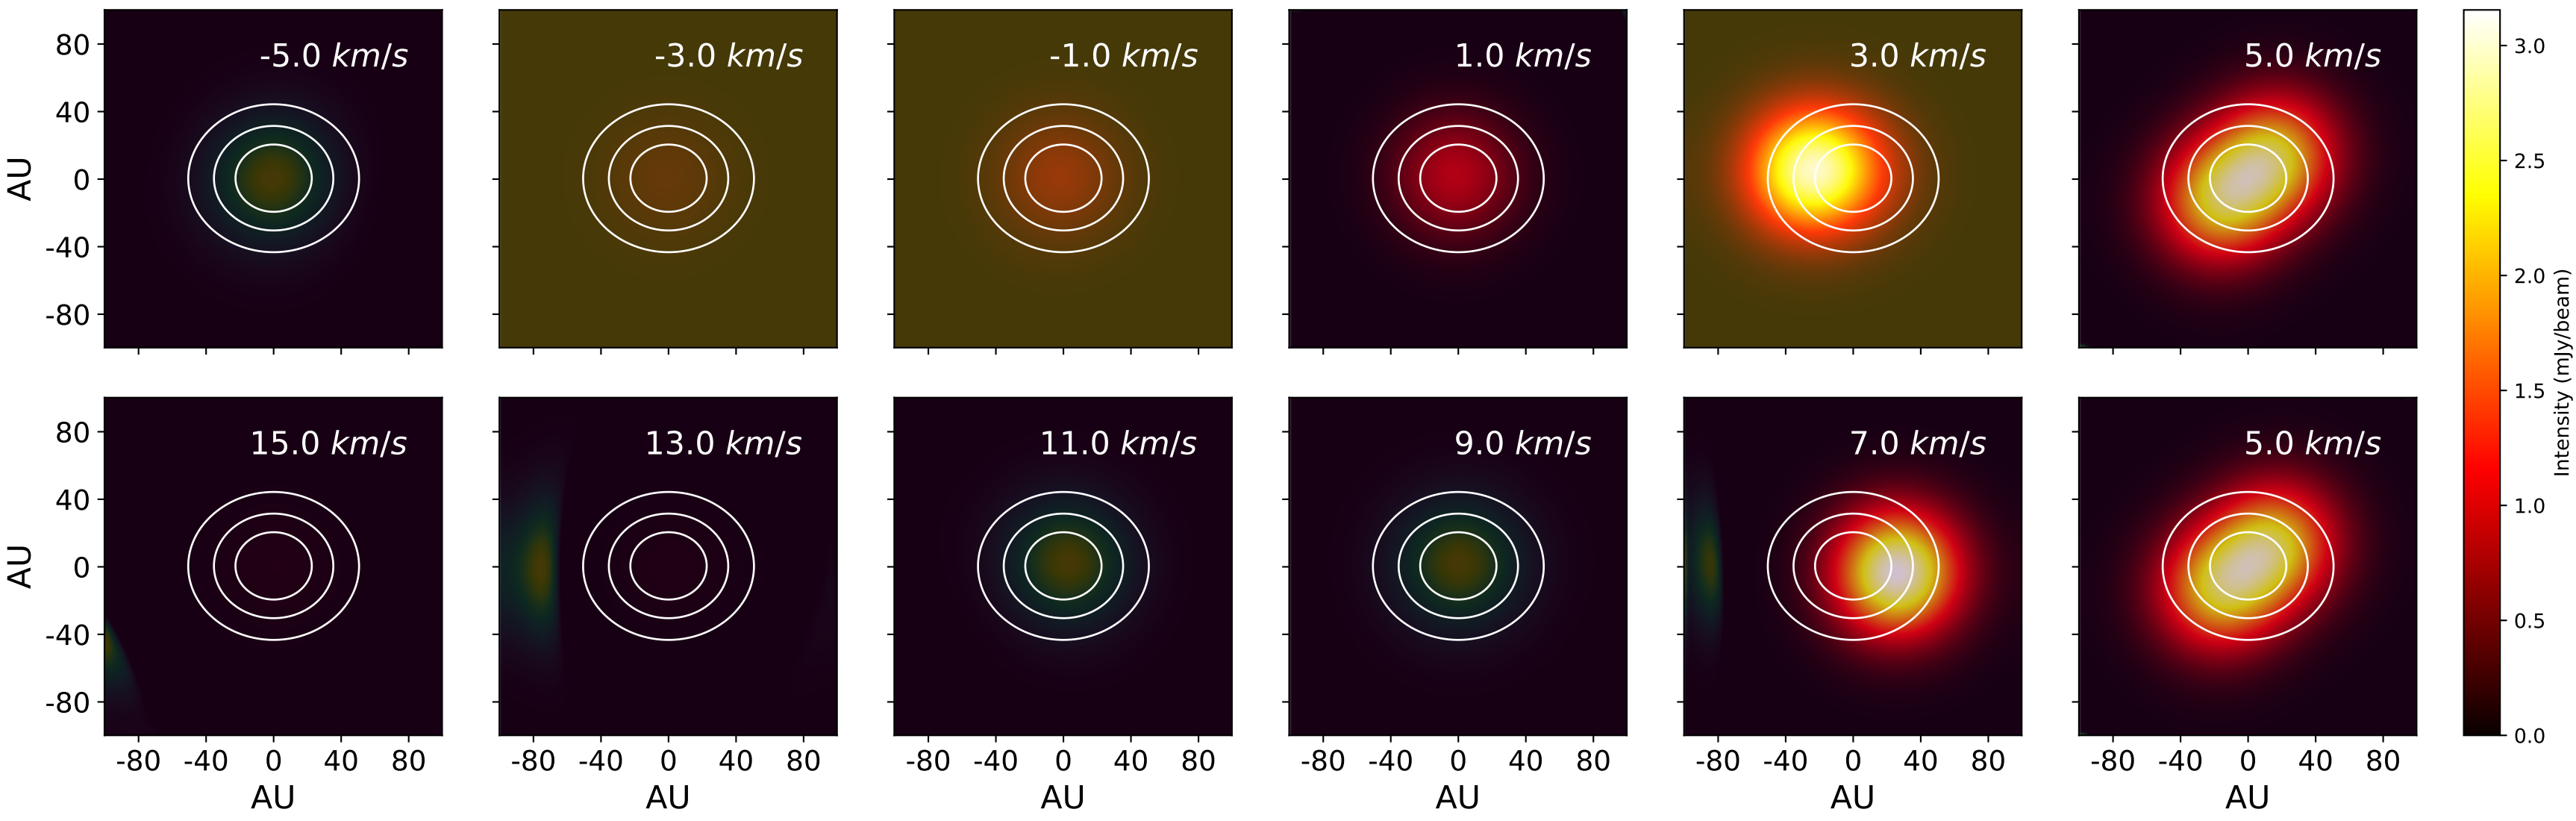 -5.0 km/s
-3.0 km/s
-1.0 km/s
1.0 km/s
3.0 km/s
5.0 km/s
80
40
0
-40
-80
AU
15.0 km/s
13.0 km/s
11.0 km/s
9.0 km/s
7.0 km/s
5.0 km/s
80
40
0
-40
-80
AU
-80 -40 0 40 80
-80 -40 0 40 80
-80 -40 0 40 80
-80 -40 0 40 80
-80 -40 0 40 80
-80 -40 0 40 80
AU
AU
AU
AU
AU
AU
3.0
2.5
2.0
1.5
1.0
0.5
0.0
Intensity (mJy/beam)